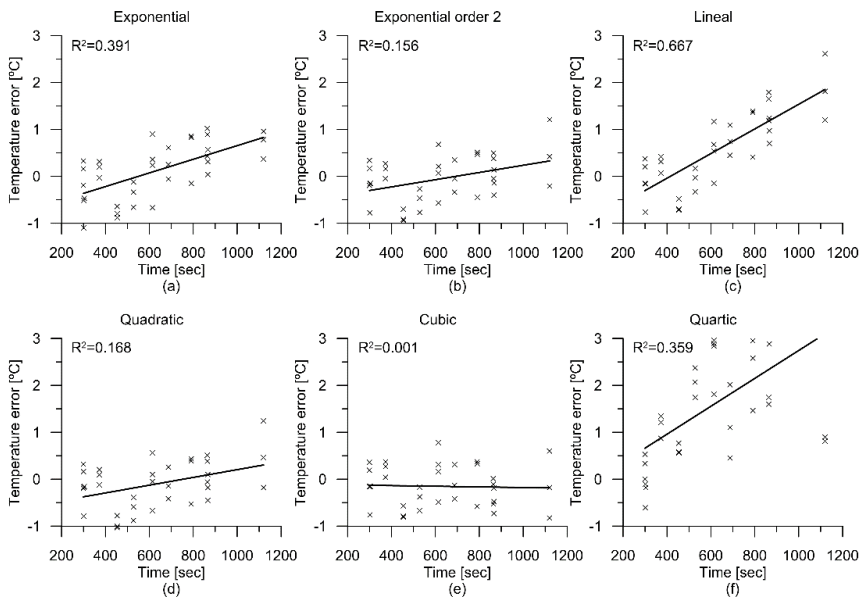 Exponential
R²=0.391
Temperature error [ºC]
3
2
1
0
-1
200 400 600 800 1000 1200
Time [sec]
(a)
Exponential order 2
R²=0.156
Temperature error [ºC]
3
2
1
0
-1
200 400 600 800 1000 1200
Time [sec]
(b)
Lineal
R²=0.667
Temperature error [ºC]
3
2
1
0
-1
200 400 600 800 1000 1200
Time [sec]
(c)
Quadratic
R²=0.168
Temperature error [ºC]
3
2
1
0
-1
200 400 600 800 1000 1200
Time [sec]
(d)
Cubic
R²=0.001
Temperature error [ºC]
3
2
1
0
-1
200 400 600 800 1000 1200
Time [sec]
(e)
Quartic
R²=0.359
Temperature error [ºC]
3
2
1
0
-1
200 400 600 800 1000 1200
Time [sec]
(f)